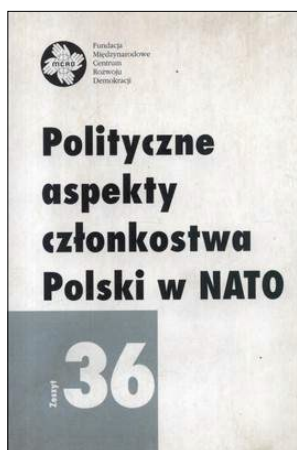 MCRD
Fundacja
Międzynarodowe
Centrum
Rozwoju
Demokracji
Polityczne
aspekty
członkostwa
Polski w NATO
Zeszyt 36